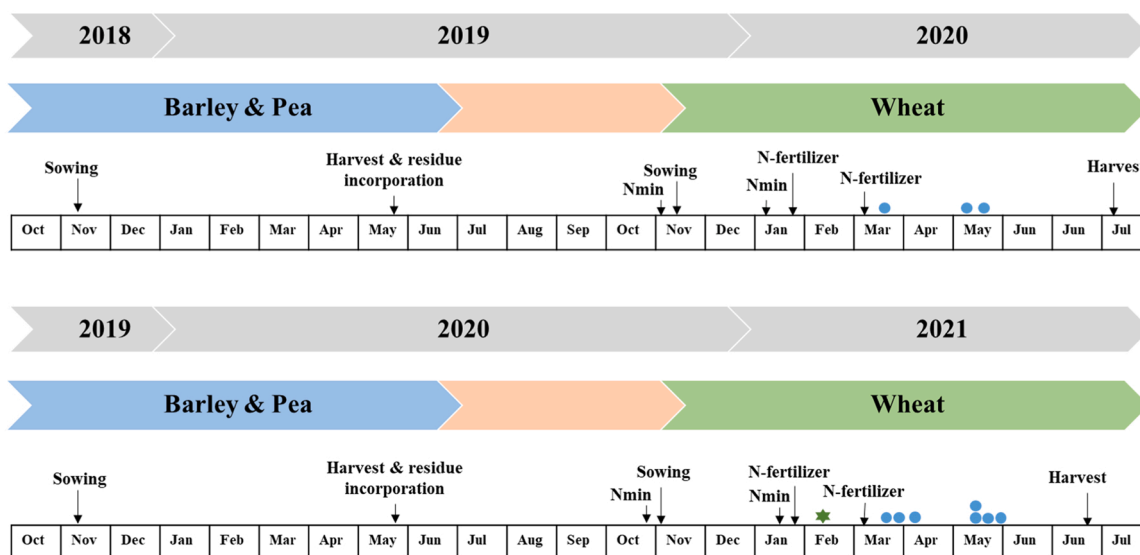 2018 2019 2020
Barley & Pea Wheat
Sowing
Harvest & residue
incorporation
Nmin
Sowing
Nmin
N-fertilizer
N-fertilizer
Harves
Oct Nov Dec Jan Feb Mar Apr May Jun Jul Aug Sep Oct Nov Dec Jan Feb Mar Apr May Jun Jun Jul
2019 2020 2021
Barley & Pea Wheat
Sowing
Harvest & residue
incorporation
Nmin
Sowing
Nmin
N-fertilizer
N-fertilizer
Harvest
Oct Nov Dec Jan Feb Mar Apr May Jun Jul Aug Sep Oct Nov Dec Jan Feb Mar Apr May Jun Jun Jul